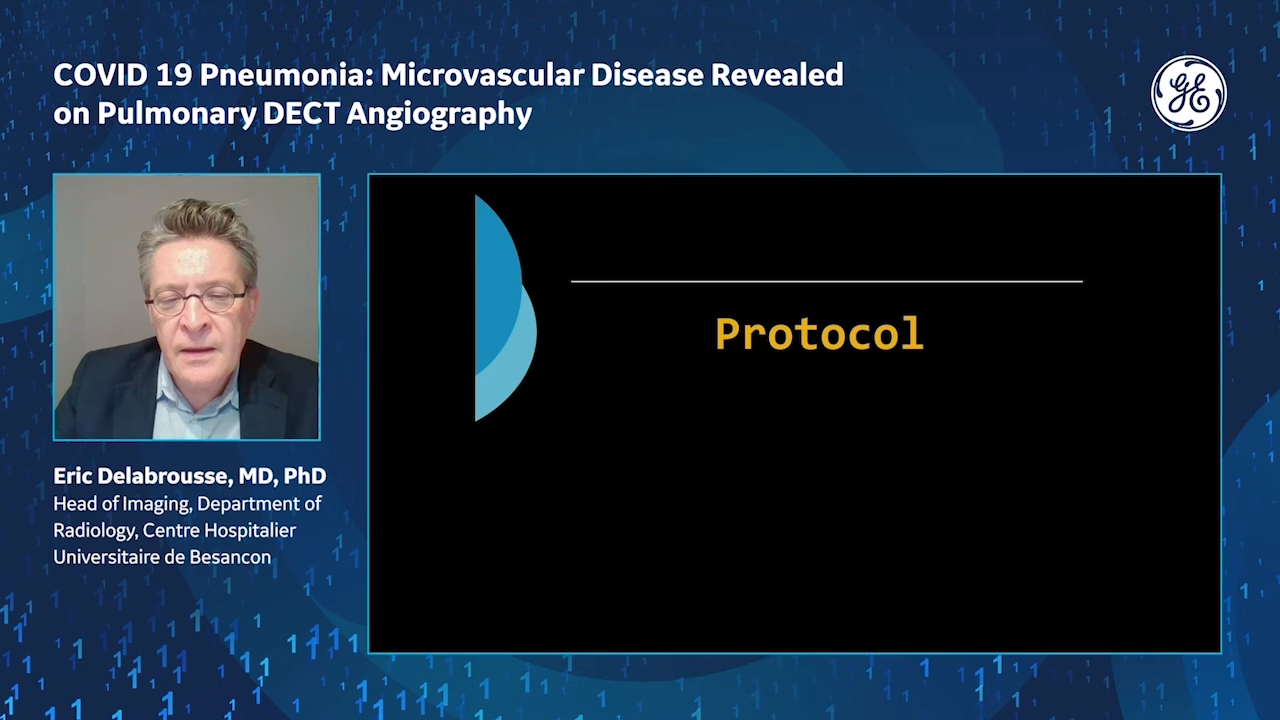 COVID 19 Pneumonia: Microvascular Disease Revealed
on Pulmonary DECT Angiography
GE
Protocol
Eric Delabrousse, MD, PhD
Head of Imaging, Department of
Radiology, Centre Hospitalier
Universitaire de Besancon